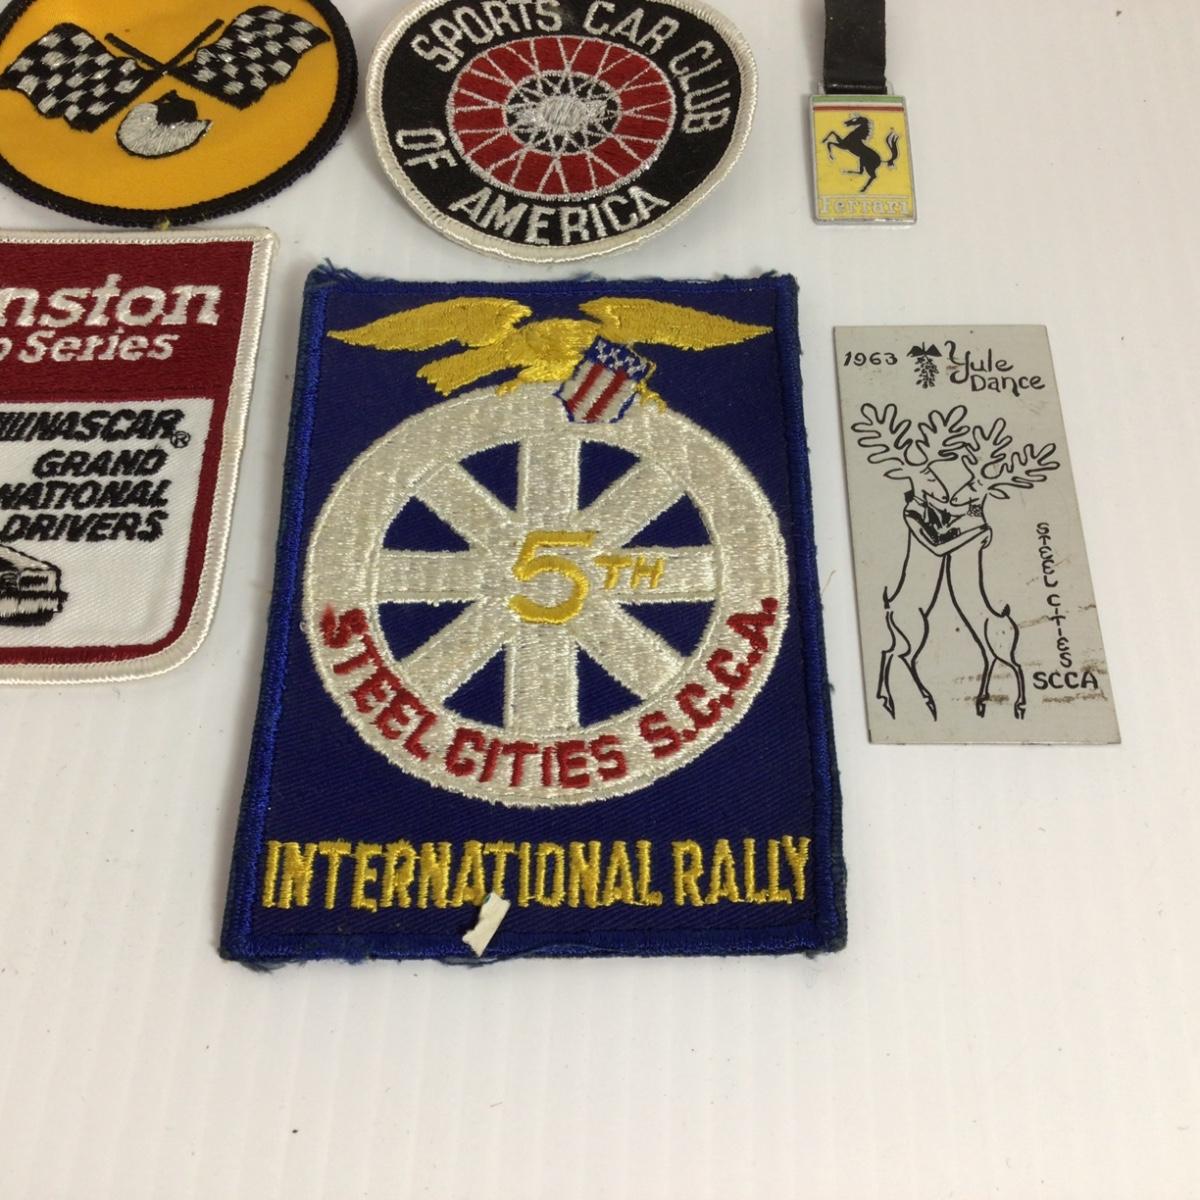 SPORTS CAR CLUB
OF AMERICA
Ferrari
nston
Series
NASCAR®
GRAND
NATIONAL
DRIVERS
5TH
STEEL CITIES S.C.C.A.
INTERNATIONAL RALLY
1963 Yule
Dance
STEEL CITIES
SCCA